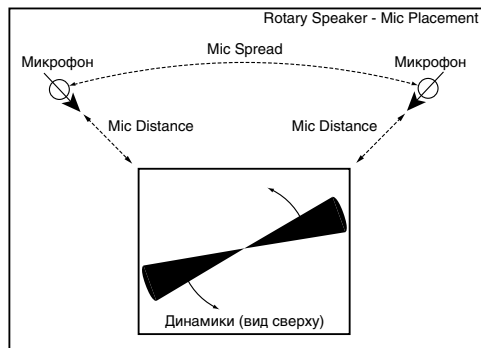 Rotary Speaker - Mic Placement
Mic Spread
Микрофон
Микрофон
Mic Distance
Mic Distance
Динамики (вид сверху)